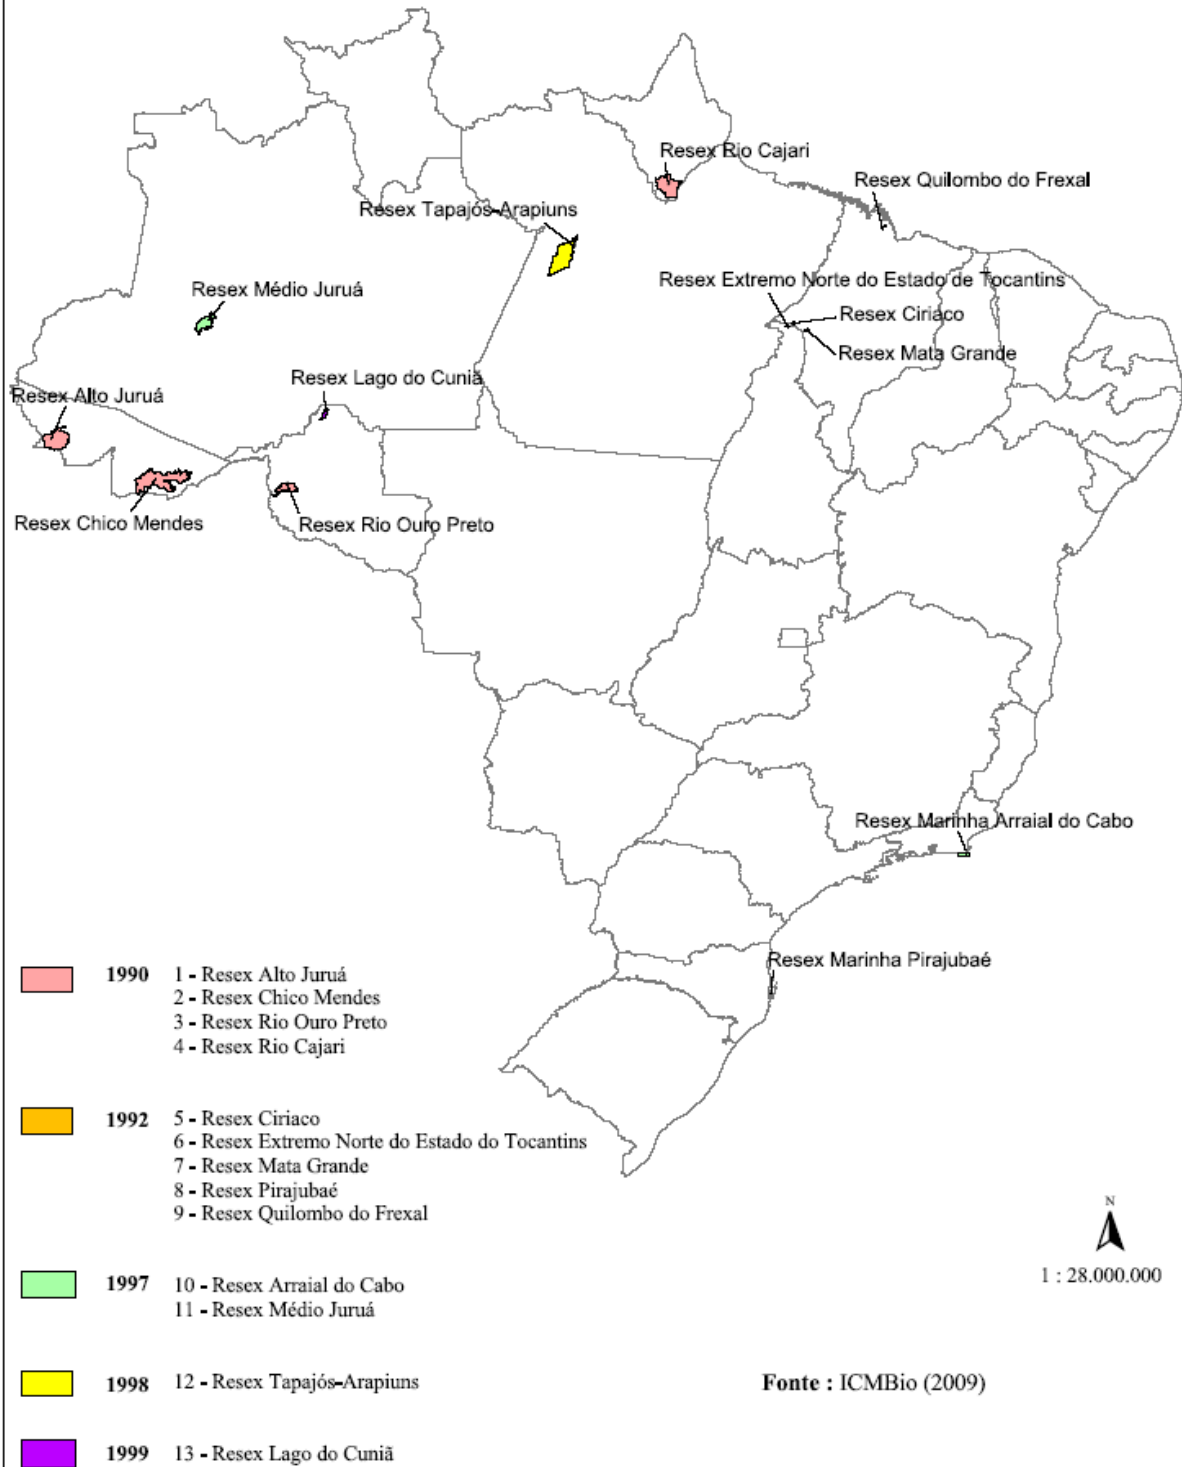 Resex Rio Cajari
Resex Quilombo do Frexal
Resex Tapajós-Arapiuns
Resex Extremo Norte do Estado de Tocantins
Resex Médio Juruá
Resex Ciriaco
Resex Mata Grande
Resex Lago do Cuniã
Resex Alto Juruá
Resex Chico Mendes
Resex Rio Ouro Preto
Resex Marinha Arraial do Cabo
Resex Marinha Pirajubaé
1990 1 - Resex Alto Juruá
2 - Resex Chico Mendes
3 - Resex Rio Ouro Preto
4 - Resex Rio Cajari
1992 5 - Resex Ciriaco
6 - Resex Extremo Norte do Estado do Tocantins
7 - Resex Mata Grande
8 - Resex Pirajubaé
9 - Resex Quilombo do Frexal
N
1 : 28.000.000
1997 10 - Resex Arraial do Cabo
11 - Resex Médio Juruá
1998 12 - Resex Tapajós-Arapiuns
Fonte : ICMBio (2009)
1999 13 - Resex Lago do Cuniã